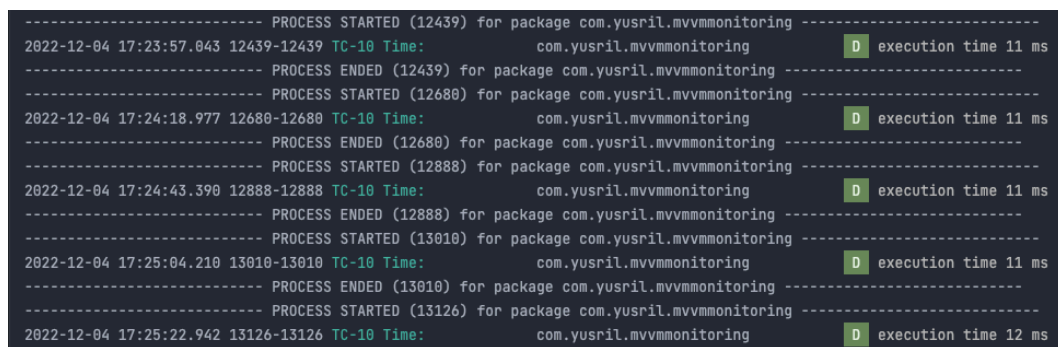 ---------------------------- PROCESS STARTED (12439) for package com.yusril.mvvmmonitoring ----------------------------
2022-12-04 17:23:57.043 12439-12439 TC-10 Time: com.yusril.mvvmmonitoring D execution time 11 ms
---------------------------- PROCESS ENDED (12439) for package com.yusril.mvvmmonitoring ----------------------------
---------------------------- PROCESS STARTED (12680) for package com.yusril.mvvmmonitoring ----------------------------
2022-12-04 17:24:18.977 12680-12680 TC-10 Time: com.yusril.mvvmmonitoring D execution time 11 ms
---------------------------- PROCESS ENDED (12680) for package com.yusril.mvvmmonitoring ----------------------------
---------------------------- PROCESS STARTED (12888) for package com.yusril.mvvmmonitoring ----------------------------
2022-12-04 17:24:43.390 12888-12888 TC-10 Time: com.yusril.mvvmmonitoring D execution time 11 ms
---------------------------- PROCESS ENDED (12888) for package com.yusril.mvvmmonitoring ----------------------------
---------------------------- PROCESS STARTED (13010) for package com.yusril.mvvmmonitoring ----------------------------
2022-12-04 17:25:04.210 13010-13010 TC-10 Time: com.yusril.mvvmmonitoring D execution time 11 ms
---------------------------- PROCESS ENDED (13010) for package com.yusril.mvvmmonitoring ----------------------------
---------------------------- PROCESS STARTED (13126) for package com.yusril.mvvmmonitoring ----------------------------
2022-12-04 17:25:22.942 13126-13126 TC-10 Time: com.yusril.mvvmmonitoring D execution time 12 ms